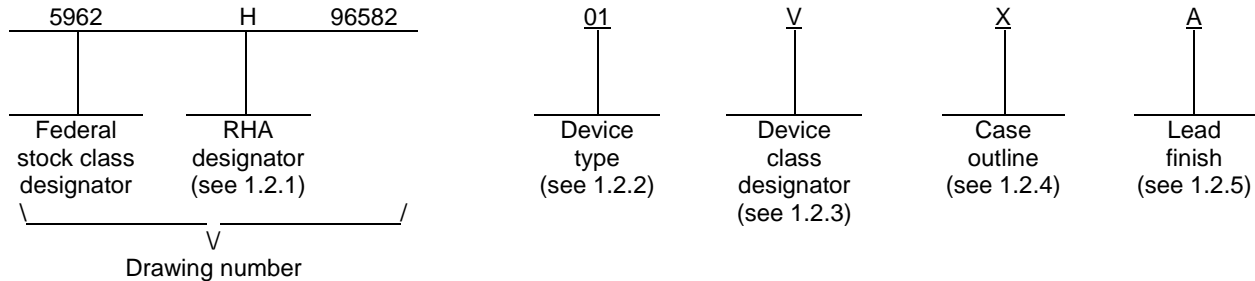 5962 H 96582 01 V X A
Federal stock class designator
RHA designator (see 1.2.1)
Device type (see 1.2.2)
Device class designator (see 1.2.3)
Case outline (see 1.2.4)
Lead finish (see 1.2.5)
Drawing number